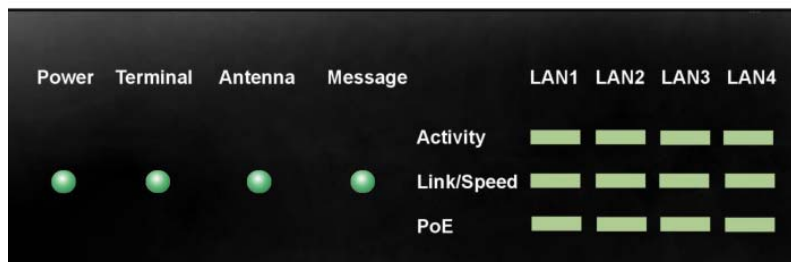 Power Terminal Antenna Message LAN1 LAN2 LAN3 LAN4
Activity
Link/Speed
PoE